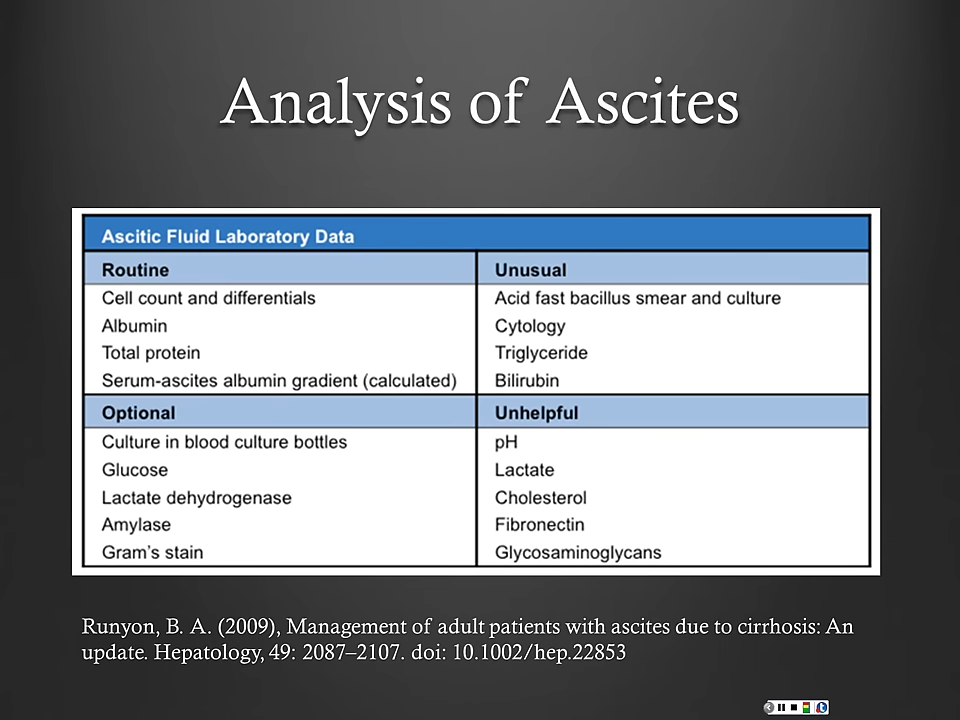 Analysis of Ascites
Ascitic Fluid Laboratory Data
Routine
Unusual
Cell count and differentials
Acid fast bacillus smear and culture
Albumin
Cytology
Total protein
Triglyceride
Serum-ascites albumin gradient (calculated)
Bilirubin
Optional
Unhelpful
Culture in blood culture bottles
pH
Glucose
Lactate
Lactate dehydrogenase
Cholesterol
Amylase
Fibronectin
Gram's stain
Glycosaminoglycans
Runyon, B. A. (2009), Management of adult patients with ascites due to cirrhosis: An
update. Hepatology, 49: 2087–2107. doi: 10.1002/hep.22853